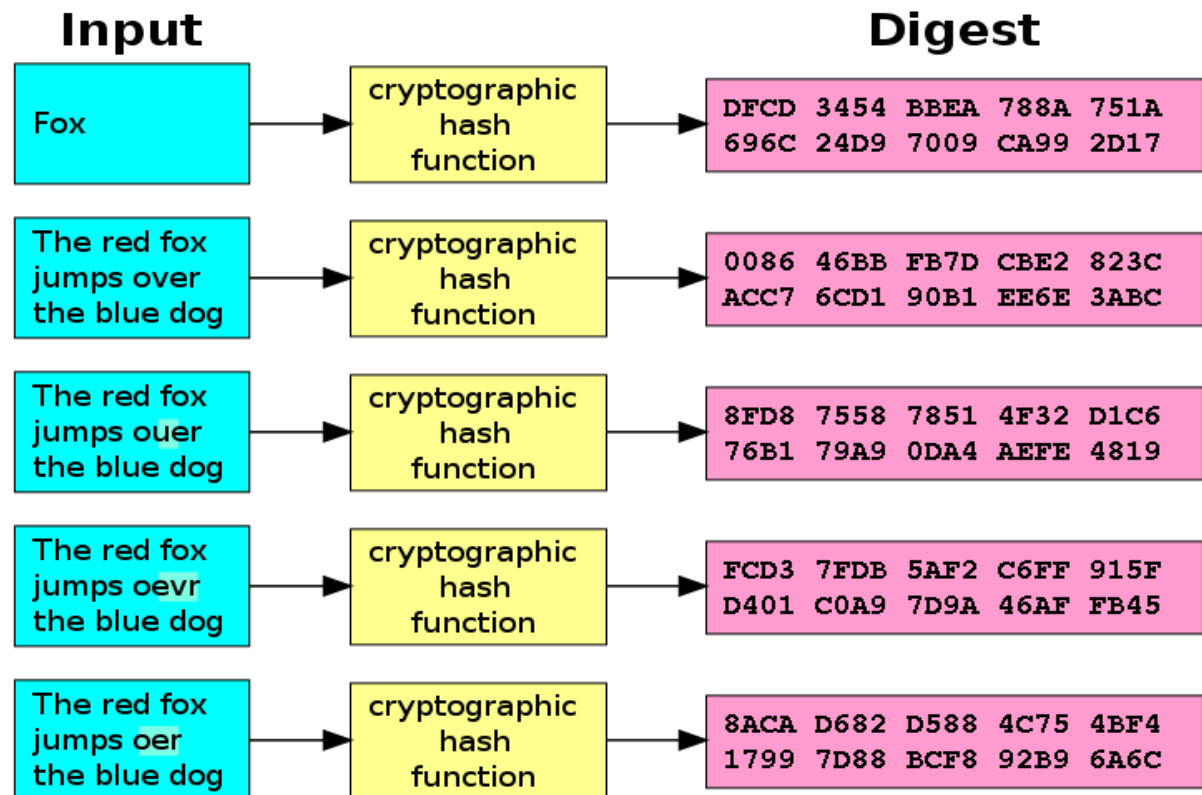 Input
Digest
Fox
cryptographic
hash
function
DFCD 3454 BBEA 788A 751A
696C 24D9 7009 CA99 2D17
The red fox
jumps over
the blue dog
cryptographic
hash
function
0086 46BB FB7D CBE2 823C
ACC7 6CD1 90B1 EE6E 3ABC
The red fox
jumps ouer
the blue dog
cryptographic
hash
function
8FD8 7558 7851 4F32 D1C6
76B1 79A9 0DA4 AEFE 4819
The red fox
jumps oevr
the blue dog
cryptographic
hash
function
FCD3 7FDB 5AF2 C6FF 915F
D401 C0A9 7D9A 46AF FB45
The red fox
jumps oer
the blue dog
cryptographic
hash
function
8ACA D682 D588 4C75 4BF4
1799 7D88 BCF8 92B9 6A6C